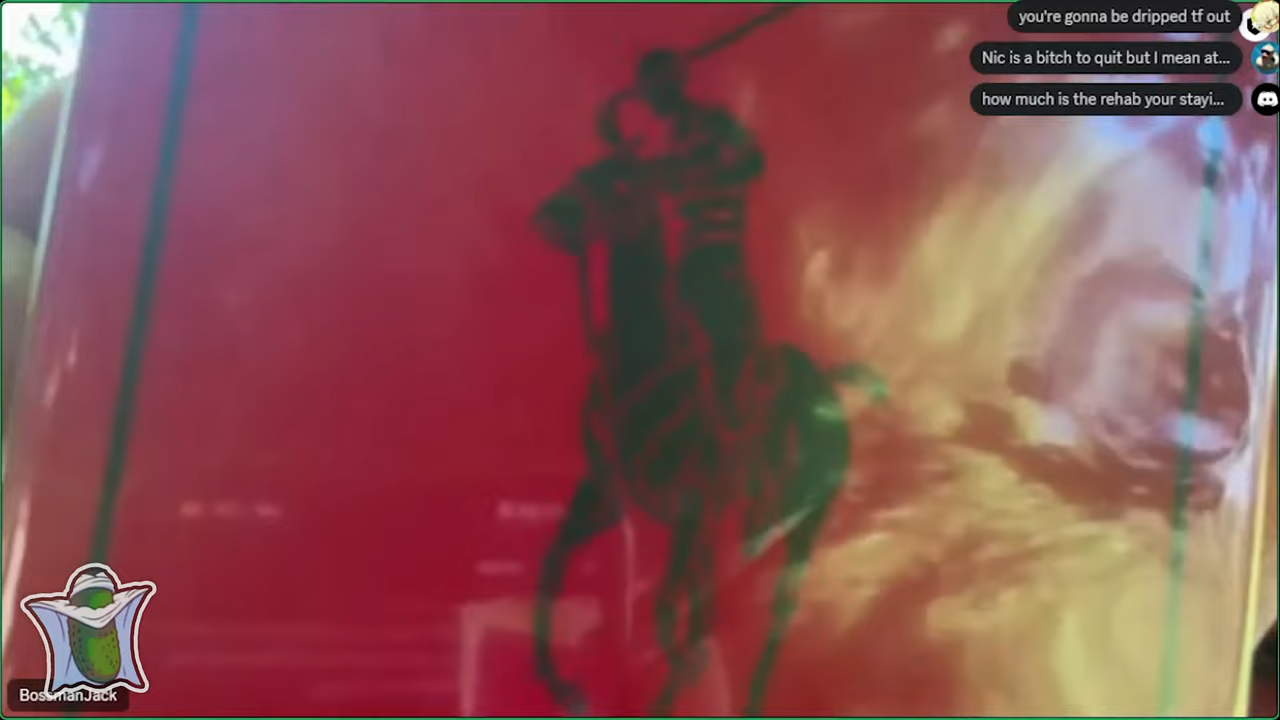 you're gonna be dripped tf out
Nic is a bitch to quit but I mean at...
how much is the rehab your stayi...
BossmanJack